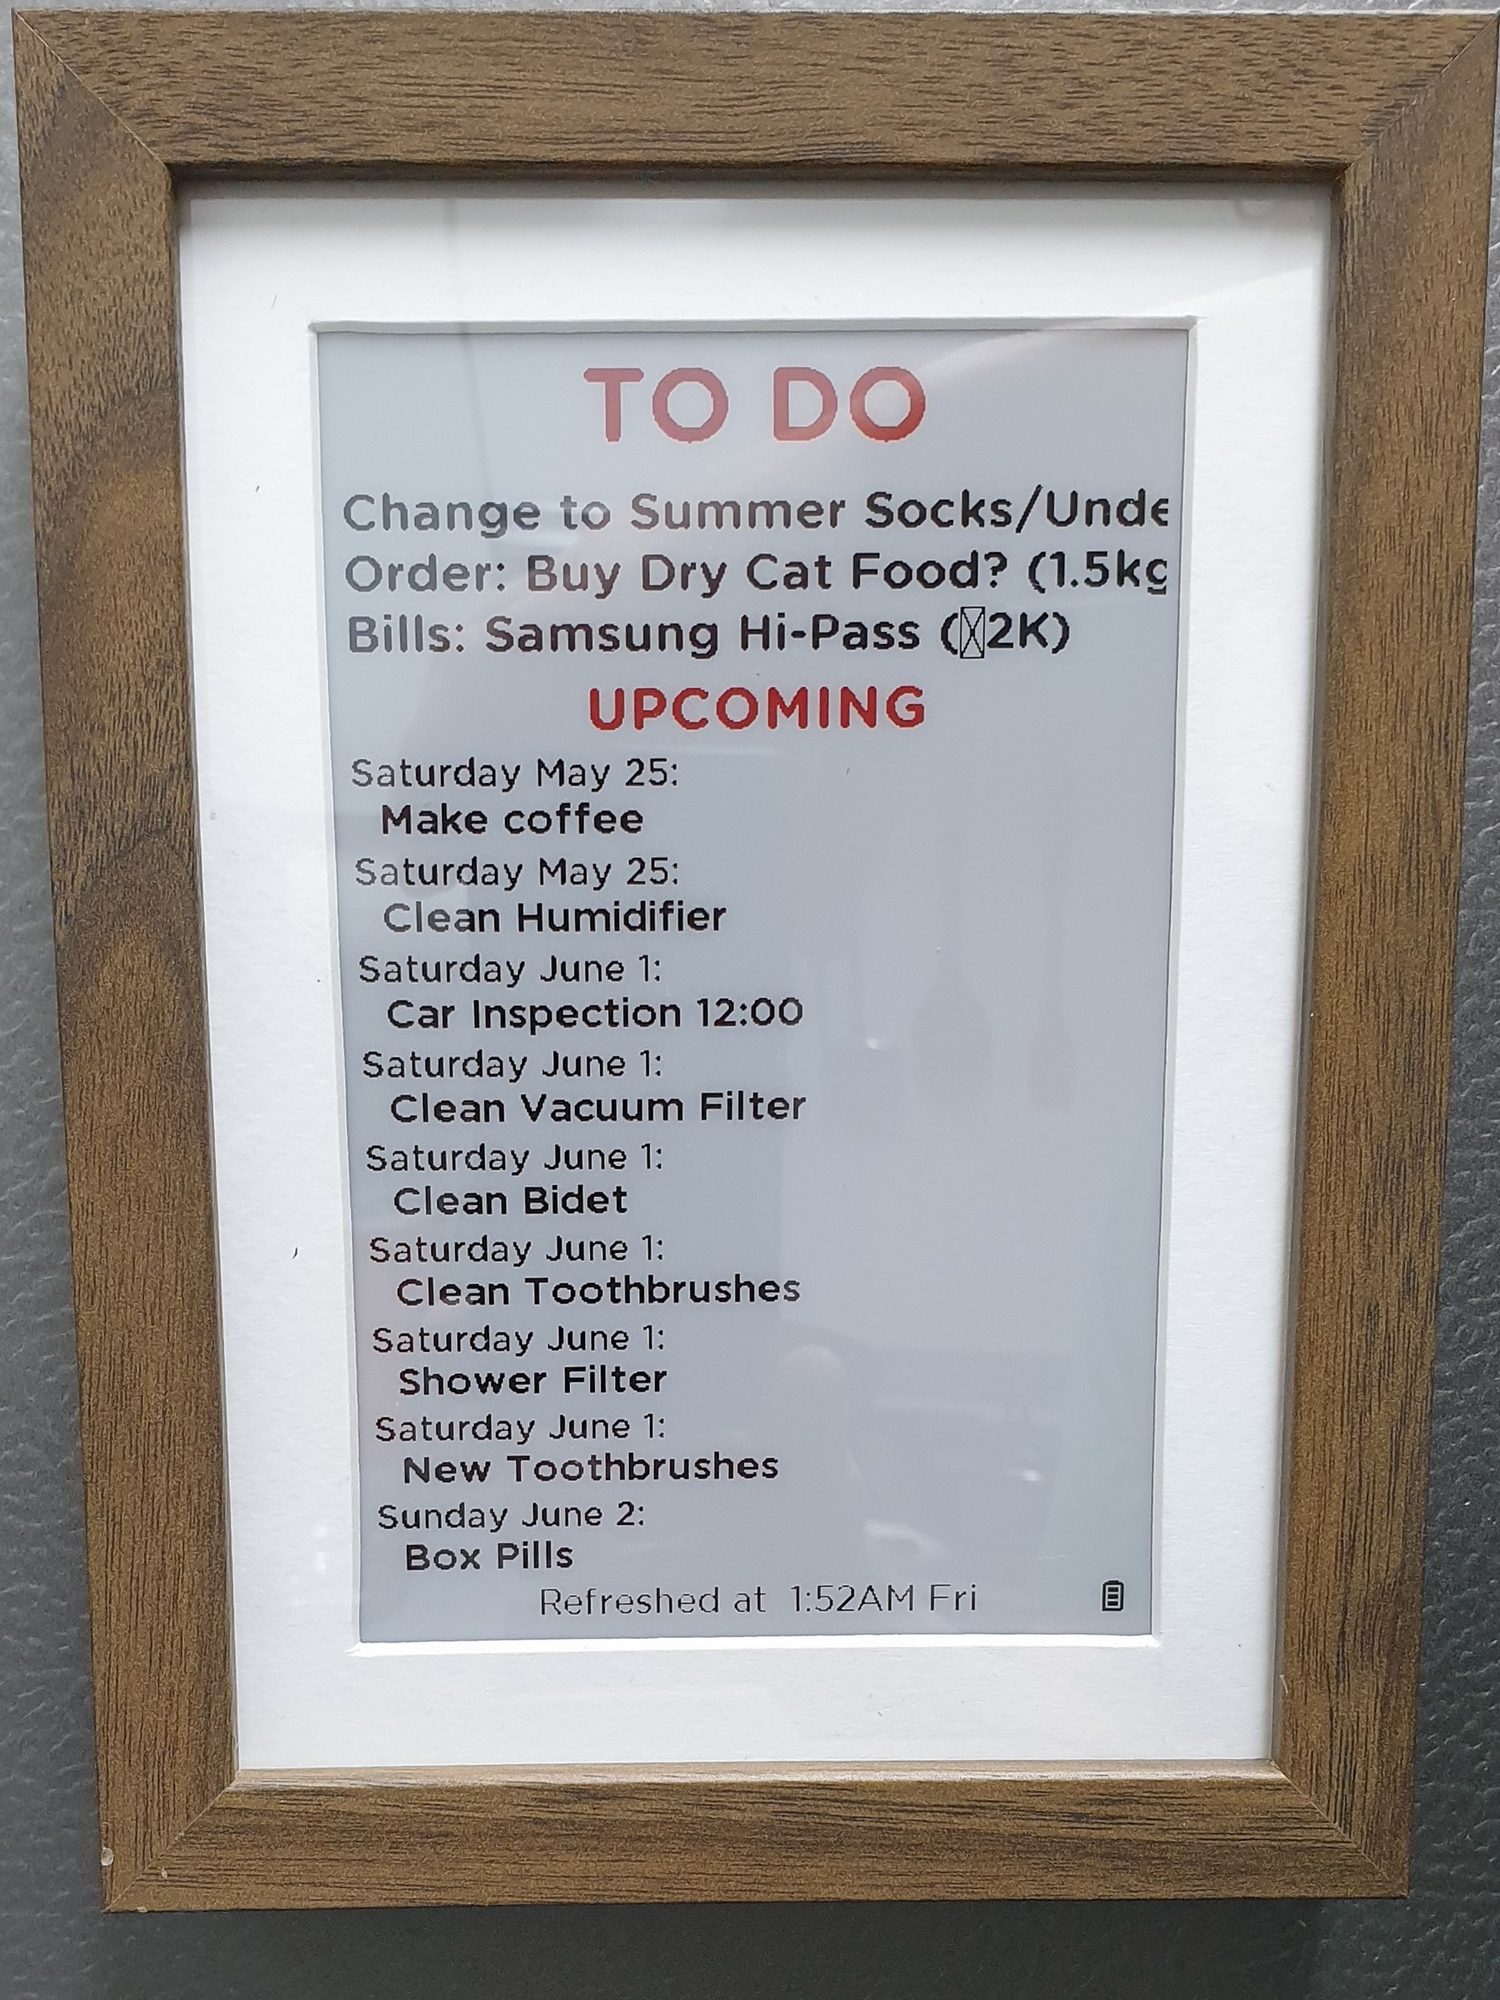 TO DO
Change to Summer Socks/Unde
Order: Buy Dry Cat Food? (1.5kg
Bills: Samsung Hi-Pass (☒2K)
UPCOMING
Saturday May 25:
Make coffee
Saturday May 25:
Clean Humidifier
Saturday June 1:
Car Inspection 12:00
Saturday June 1:
Clean Vacuum Filter
Saturday June 1:
Clean Bidet
Saturday June 1:
Clean Toothbrushes
Saturday June 1:
Shower Filter
Saturday June 1:
New Toothbrushes
Sunday June 2:
Box Pills
Refreshed at 1:52AM Fri